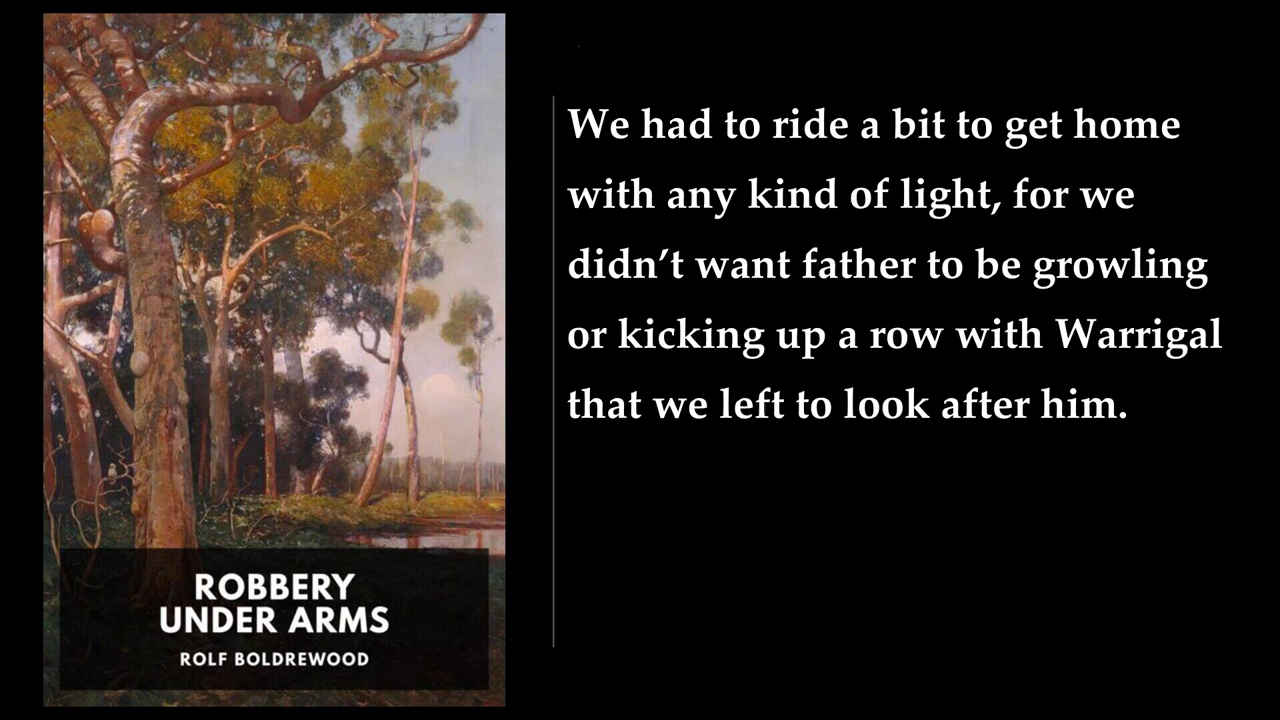 We had to ride a bit to get home
with any kind of light, for we
didn’t want father to be growling
or kicking up a row with Warrigal
that we left to look after him.
ROBBERY
UNDER ARMS
ROLF BOLDREWOOD